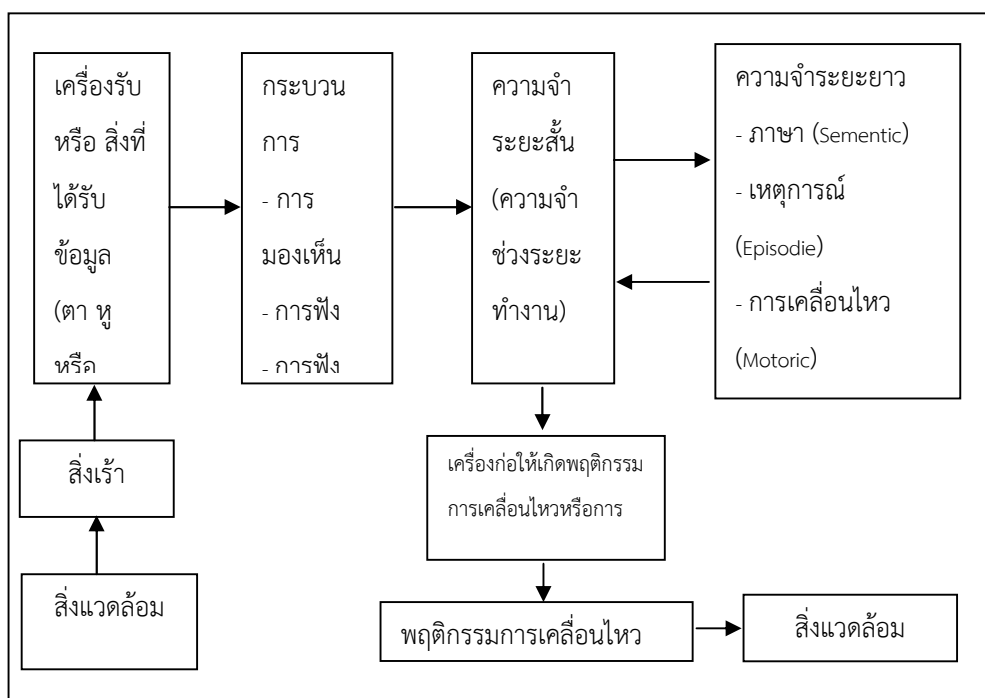 เครื่องรับ
หรือ สิ่งที่
ได้รับ
ข้อมูล
(ตา หู
หรือ
กระบวน
การ
- การ
มองเห็น
- การฟัง
- การฟัง
ความจำ
ระยะสั้น
(ความจำ
ช่วงระยะ
ทำงาน)
ความจำระยะยาว
- ภาษา (Sementic)
- เหตุการณ์
(Episodie)
- การเคลื่อนไหว
(Motoric)
สิ่งเร้า
สิ่งแวดล้อม
เครื่องก่อให้เกิดพฤติกรรม
การเคลื่อนไหวหรือการ
พฤติกรรมการเคลื่อนไหว
สิ่งแวดล้อม